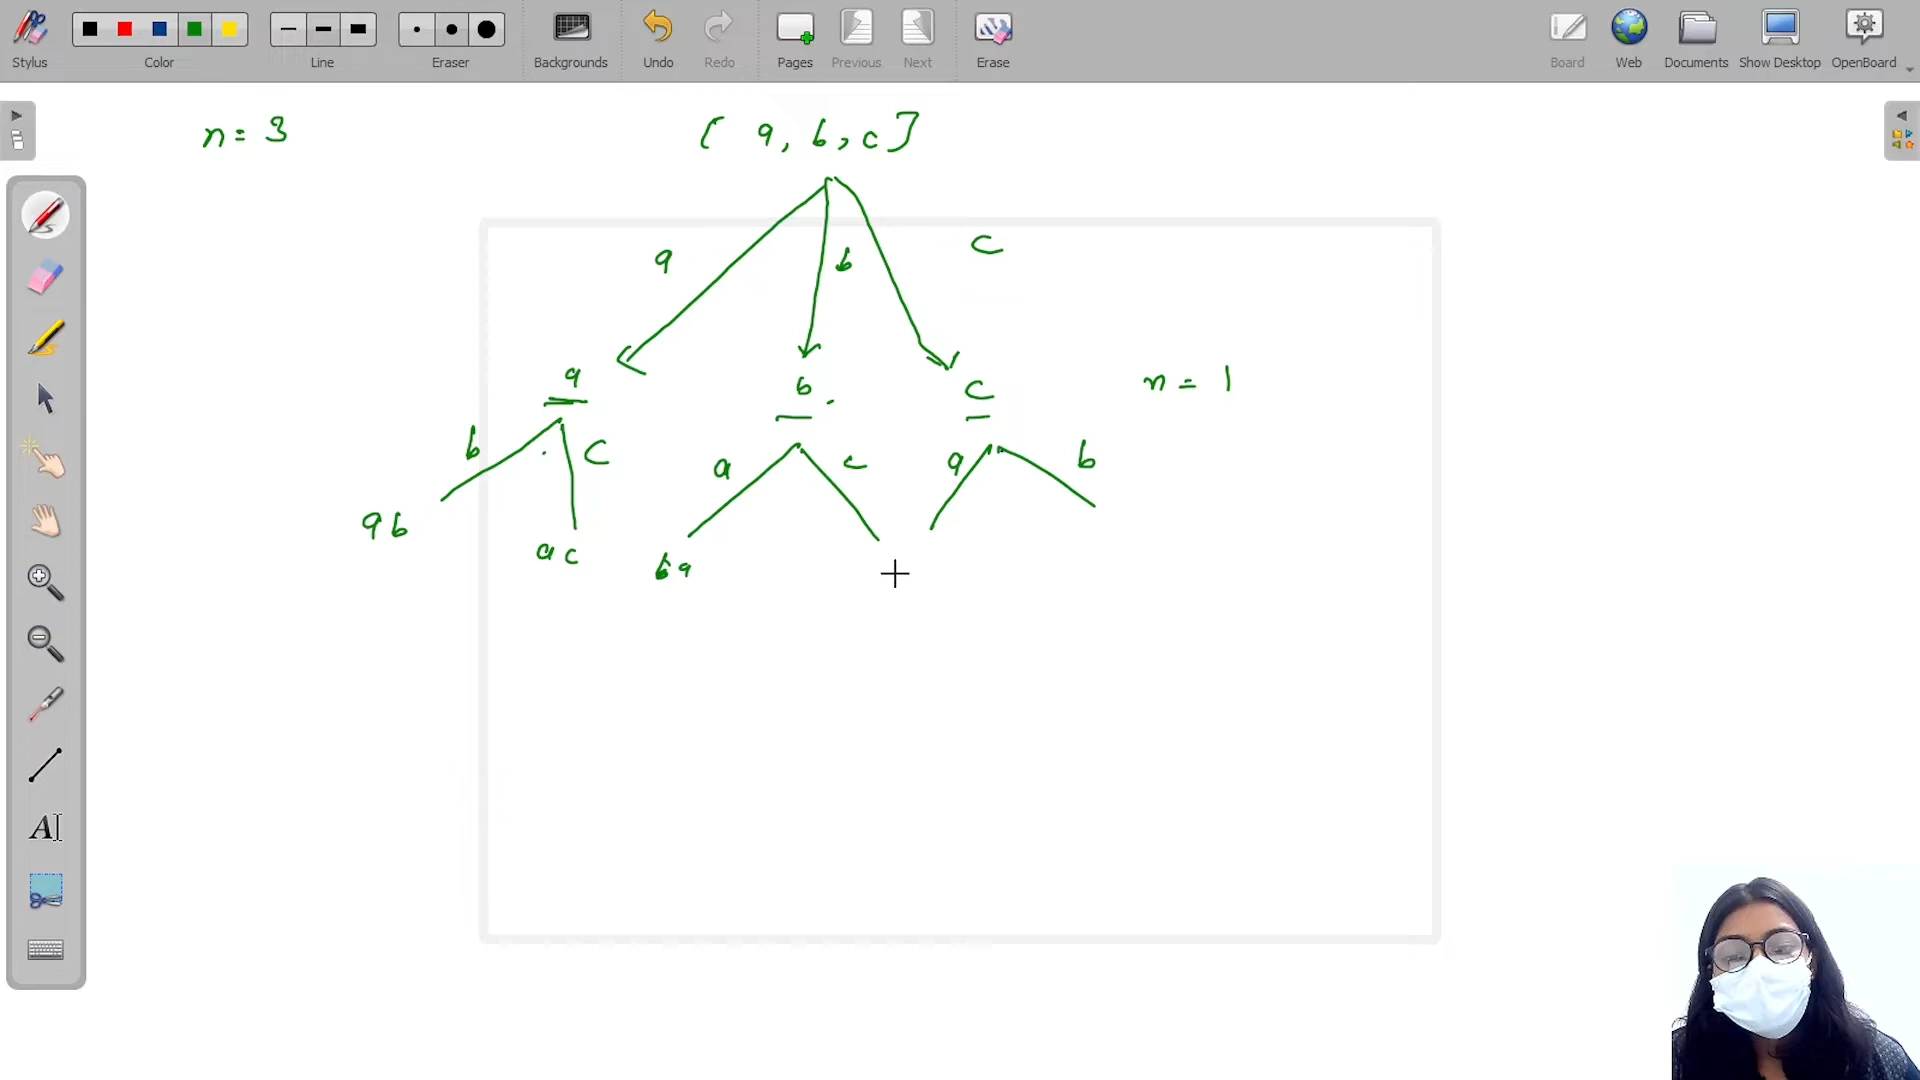 Stylus Color Line Eraser Backgrounds Undo Redo Pages Previous Next Erase Board Web Documents Show Desktop OpenBoard
n = 3 [ a, b, c ]
a b c
a b c n = 1
b c a c a b
ab ac ba